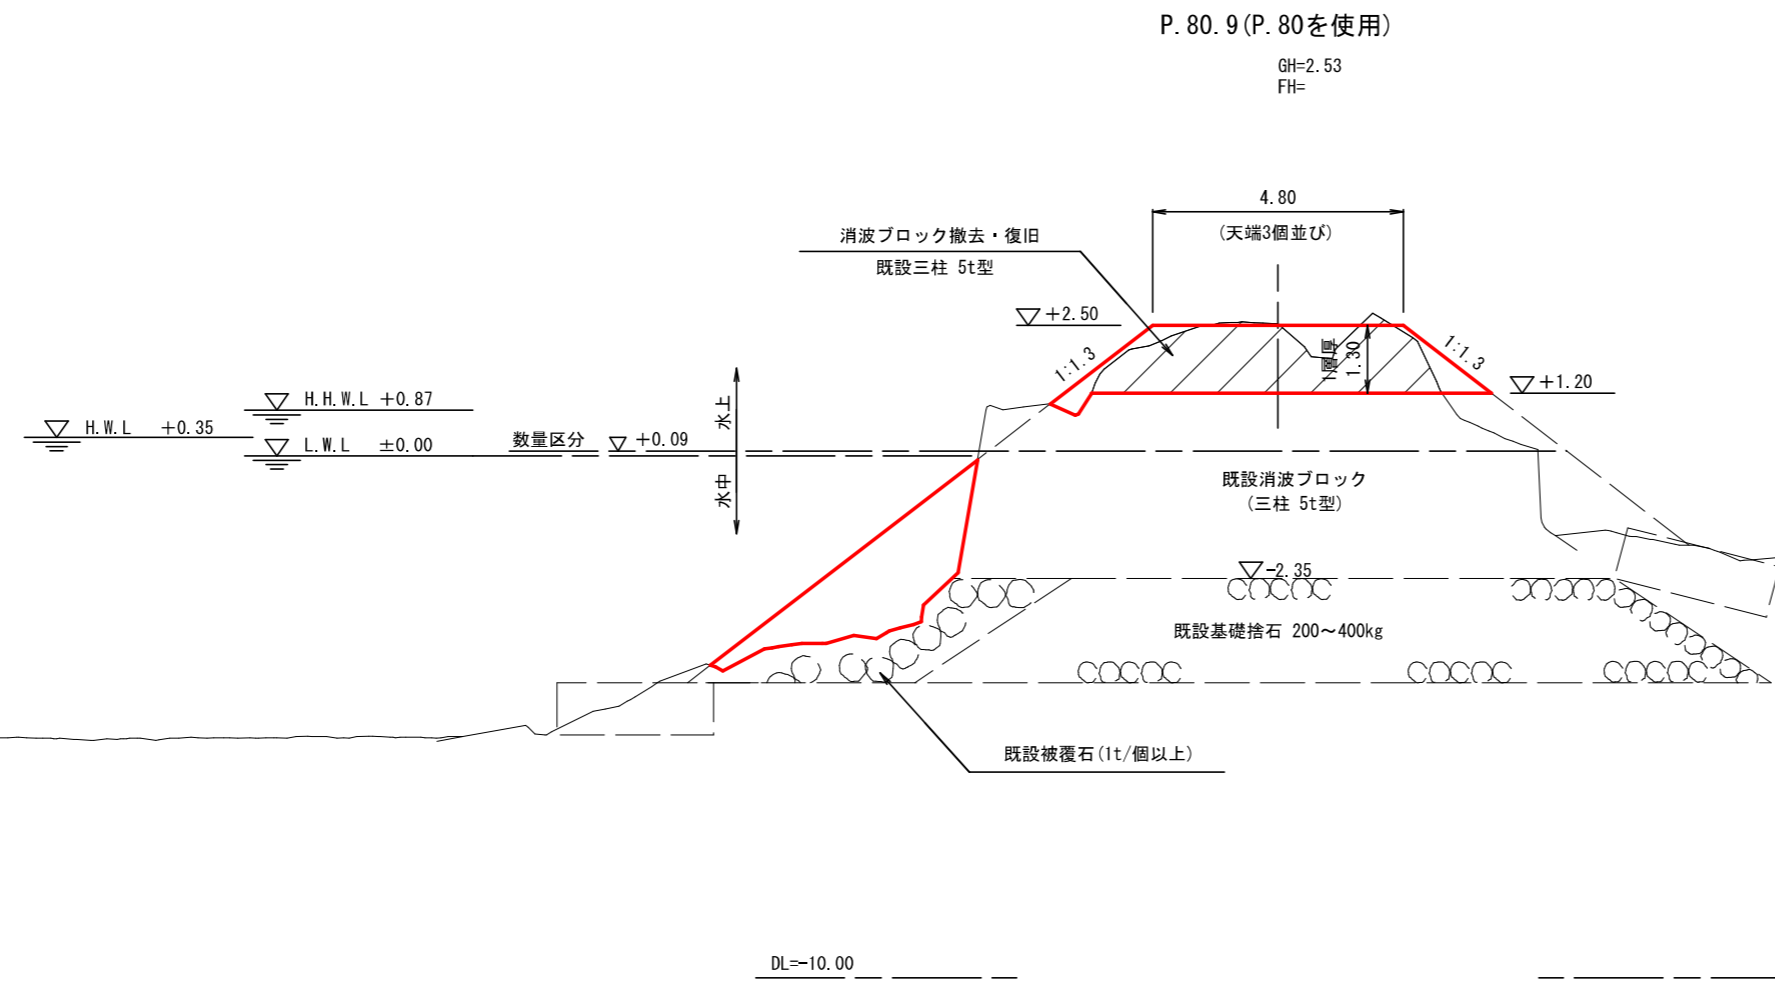 P.80.9(P.80を使用)
GH=2.53
FH=
4.80
(天端3個並び)
消波ブロック撤去・復旧
既設三柱 5t型
+2.50
1:1.3
1層厚
1.30
1:1.3
+1.20
H.H.W.L +0.87
H.W.L +0.35
L.W.L ±0.00
数量区分 +0.09
水上
水中
既設消波ブロック
(三柱 5t型)
-2.35
既設基礎捨石 200～400kg
既設被覆石(1t/個以上)
DL=-10.00